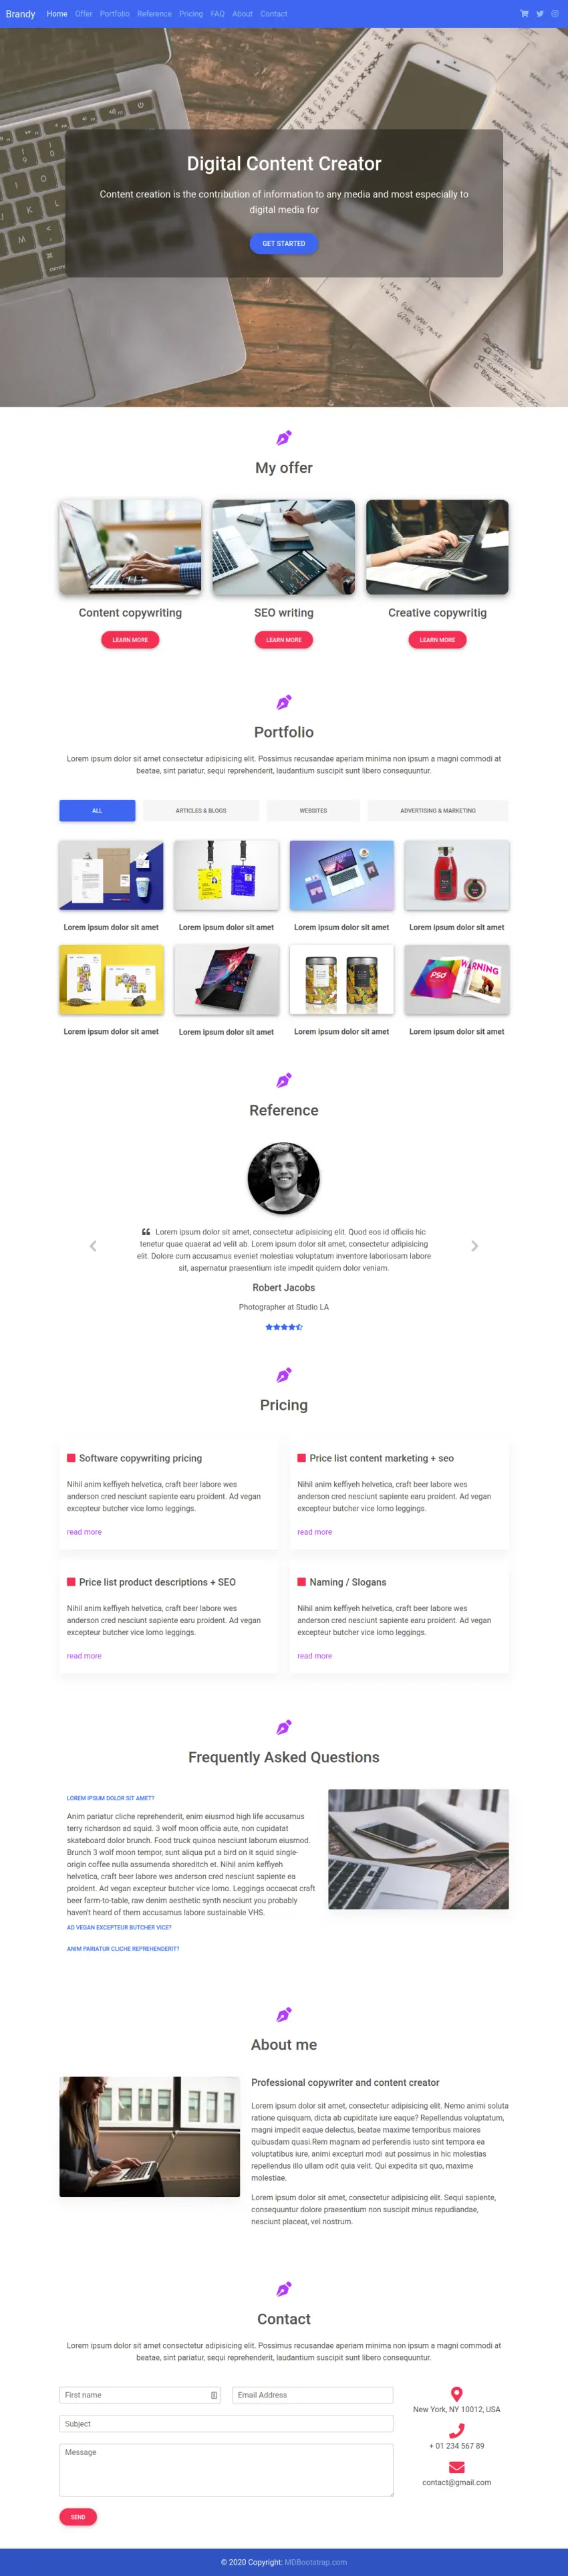 Brandy Home Offer Portfolio Reference Pricing FAQ About Contact
Digital Content Creator
Content creation is the contribution of information to any media and most especially to
digital media for
GET STARTED
My offer
Content copywriting SEO writing Creative copywritig
LEARN MORE LEARN MORE LEARN MORE
Portfolio
Lorem ipsum dolor sit amet consectetur adipisicing elit. Possimus recusandae aperiam minima non ipsum a magni commodi at
beatae, sint pariatur, sequi reprehenderit, laudantium suscipit sunt libero consequuntur.
ALL ARTICLES & BLOGS WEBSITES ADVERTISING & MARKETING
Lorem ipsum dolor sit amet Lorem ipsum dolor sit amet Lorem ipsum dolor sit amet Lorem ipsum dolor sit amet
PSD WARNING
Lorem ipsum dolor sit amet Lorem ipsum dolor sit amet Lorem ipsum dolor sit amet Lorem ipsum dolor sit amet
Reference
Lorem ipsum dolor sit amet, consectetur adipisicing elit. Quod eos id officiis hic
tenetur quae quaerat ad velit ab. Lorem ipsum dolor sit amet, consectetur adipisicing
elit. Dolore cum accusamus eveniet molestias voluptatum inventore laboriosam labore
sit, aspernatur praesentium iste impedit quidem dolor veniam.
Robert Jacobs
Photographer at Studio LA
Pricing
Software copywriting pricing
Nihil anim keffiyeh helvetica, craft beer labore wes
anderson cred nesciunt sapiente earu proident. Ad vegan
excepteur butcher vice lomo leggings.
read more
Price list content marketing + seo
Nihil anim keffiyeh helvetica, craft beer labore wes
anderson cred nesciunt sapiente earu proident. Ad vegan
excepteur butcher vice lomo leggings.
read more
Price list product descriptions + SEO
Nihil anim keffiyeh helvetica, craft beer labore wes
anderson cred nesciunt sapiente earu proident. Ad vegan
excepteur butcher vice lomo leggings.
read more
Naming / Slogans
Nihil anim keffiyeh helvetica, craft beer labore wes
anderson cred nesciunt sapiente earu proident. Ad vegan
excepteur butcher vice lomo leggings.
read more
Frequently Asked Questions
LOREM IPSUM DOLOR SIT AMET?
Anim pariatur cliche reprehenderit, enim eiusmod high life accusamus
terry richardson ad squid. 3 wolf moon officia aute, non cupidatat
skateboard dolor brunch. Food truck quinoa nesciunt laborum eiusmod.
Brunch 3 wolf moon tempor, sunt aliqua put a bird on it squid single-
origin coffee nulla assumenda shoreditch et. Nihil anim keffiyeh
helvetica, craft beer labore wes anderson cred nesciunt sapiente ea
proident. Ad vegan excepteur butcher vice lomo. Leggings occaecat craft
beer farm-to-table, raw denim aesthetic synth nesciunt you probably
haven't heard of them accusamus labore sustainable VHS.
AD VEGAN EXCEPTEUR BUTCHER VICE?
ANIM PARIATUR CLICHE REPREHENDERIT?
About me
Professional copywriter and content creator
Lorem ipsum dolor sit amet, consectetur adipisicing elit. Nemo animi soluta
ratione quisquam, dicta ab cupiditate iure eaque? Repellendus voluptatum,
magni impedit eaque delectus, beatae maxime temporibus maiores
quibusdam quasi.Rem magnam ad perferendis iusto sint tempora ea
voluptatibus iure, animi excepturi modi aut possimus in hic molestias
repellendus illo ullam odit quia velit. Qui expedita sit quo, maxime
molestiae.
Lorem ipsum dolor sit amet, consectetur adipisicing elit. Sequi sapiente,
consequuntur dolore praesentium non suscipit minus repudiandae,
nesciunt placeat, vel nostrum.
Contact
Lorem ipsum dolor sit amet consectetur adipisicing elit. Possimus recusandae aperiam minima non ipsum a magni commodi at
beatae, sint pariatur, sequi reprehenderit, laudantium suscipit sunt libero consequuntur.
First name Email Address
Subject
Message
SEND
New York, NY 10012, USA
+ 01 234 567 89
contact@gmail.com
© 2020 Copyright: MDBootstrap.com